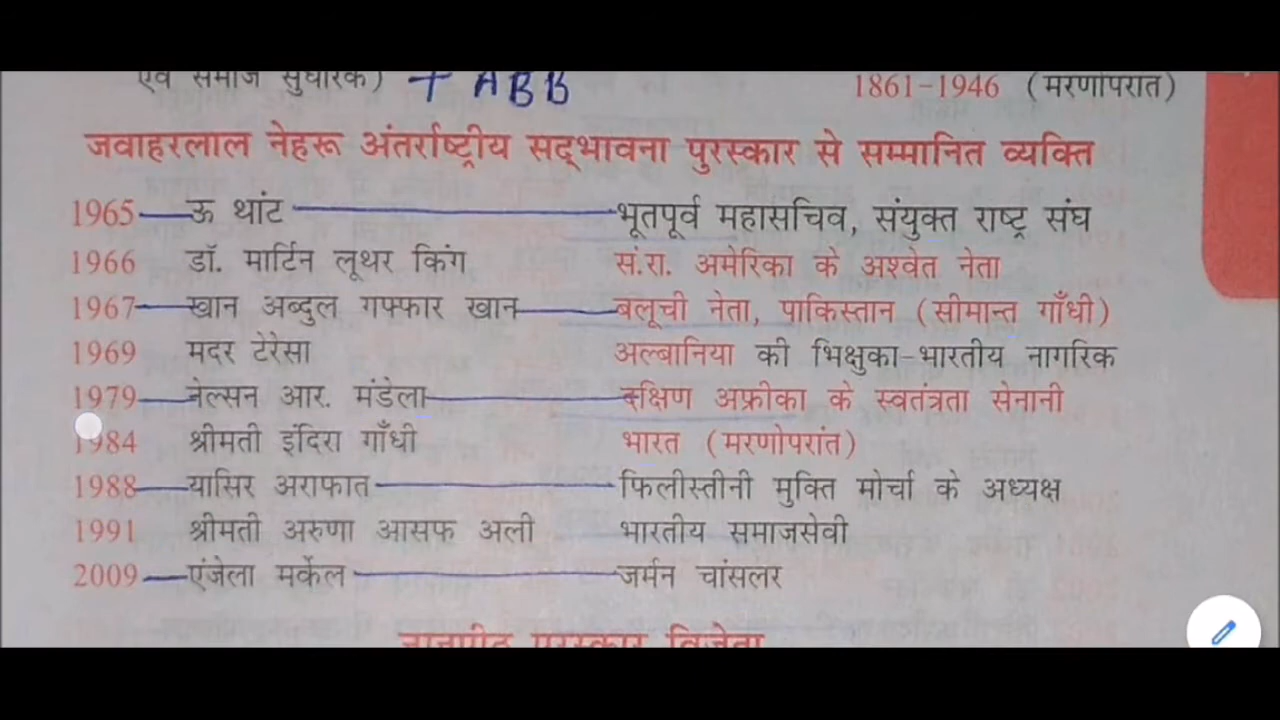 एवं समाज सुधारक) + ABB 1861-1946 (मरणोपरांत)
जवाहरलाल नेहरू अंतर्राष्ट्रीय सद्‌भावना पुरस्कार से सम्मानित व्यक्ति
1965 ऊ थांट भूतपूर्व महासचिव, संयुक्त राष्ट्र संघ
1966 डॉ. मार्टिन लूथर किंग सं.रा. अमेरिका के अश्वेत नेता
1967 खान अब्दुल गफ्फार खान बलूची नेता, पाकिस्तान (सीमान्त गाँधी)
1969 मदर टेरेसा अल्बानिया की भिक्षुका-भारतीय नागरिक
1979 नेल्सन आर. मंडेला दक्षिण अफ्रीका के स्वतंत्रता सेनानी
1984 श्रीमती इंदिरा गाँधी भारत (मरणोपरांत)
1988 यासिर अराफात फिलीस्तीनी मुक्ति मोर्चा के अध्यक्ष
1991 श्रीमती अरुणा आसफ अली भारतीय समाजसेवी
2009 एंजेला मर्केल जर्मन चांसलर
ज्ञानपीठ पुरस्कार विजेता